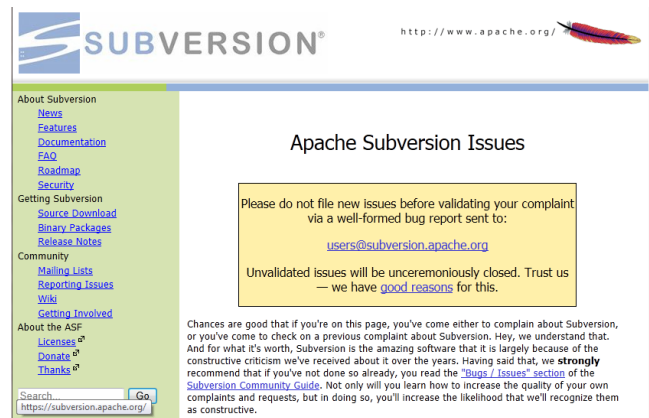 SUBVERSION®
http://www.apache.org/
About Subversion
News
Features
Documentation
FAQ
Roadmap
Security
Getting Subversion
Source Download
Binary Packages
Release Notes
Community
Mailing Lists
Reporting Issues
Wiki
Getting Involved
About the ASF
Licenses
Donate
Thanks
Search... Go
https://subversion.apache.org/
Apache Subversion Issues
Please do not file new issues before validating your complaint
via a well-formed bug report sent to:
users@subversion.apache.org
Unvalidated issues will be unceremoniously closed. Trust us
— we have good reasons for this.
Chances are good that if you're on this page, you've come either to complain about Subversion,
or you've come to check on a previous complaint about Subversion. Hey, we understand that.
And for what it's worth, Subversion is the amazing software that it is largely because of the
constructive criticism we've received about it over the years. Having said that, we strongly
recommend that if you've not done so already, you read the "Bugs / Issues" section of the
Subversion Community Guide. Not only will you learn how to increase the quality of your own
complaints and requests, but in doing so, you'll increase the likelihood that we'll recognize them
as constructive.